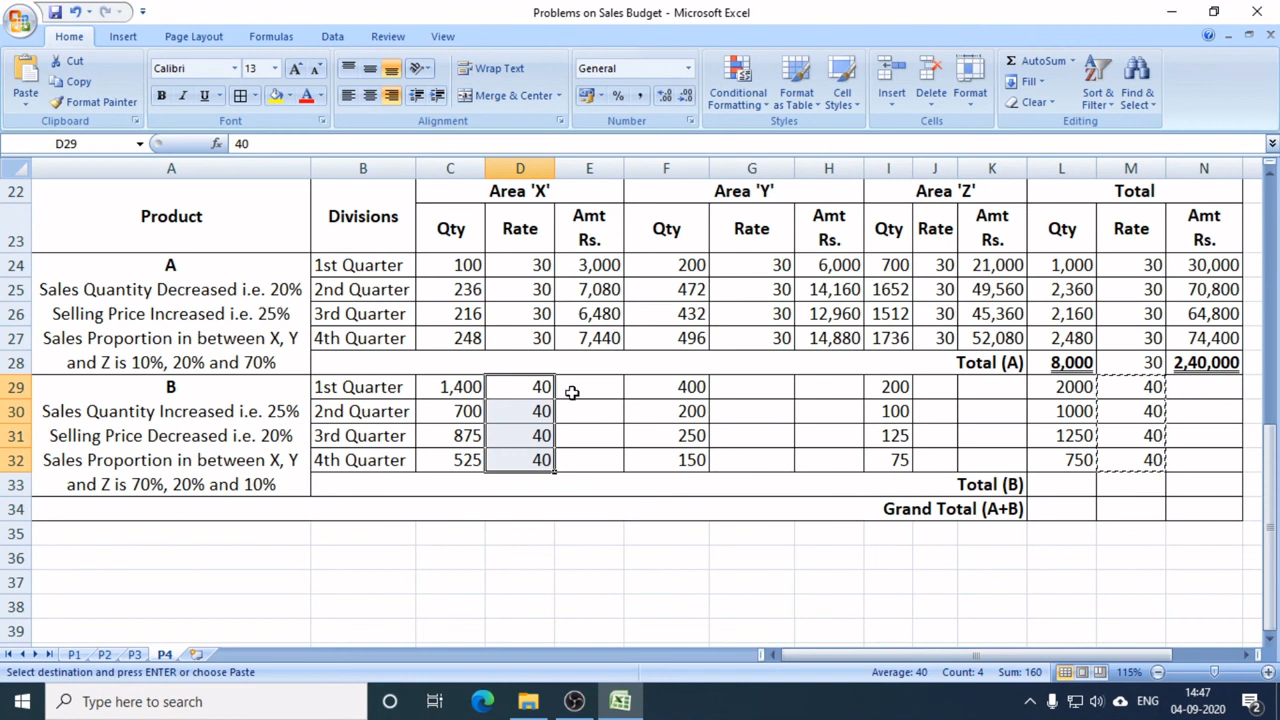 Problems on Sales Budget - Microsoft Excel
Home Insert Page Layout Formulas Data Review View
Paste Cut Copy Format Painter Clipboard
Calibri 13 A A B I U A Font
Wrap Text Merge & Center Alignment
General % , Number
Conditional Formatting Format as Table Cell Styles Styles
Insert Delete Format Cells
Σ AutoSum Fill Clear Sort & Filter Find & Select Editing
D29 fx 40
A B C D E F G H I J K L M N
22 Area 'X' Area 'Y' Area 'Z' Total
23 Product Divisions Qty Rate Amt Rs. Qty Rate Amt Rs. Qty Rate Amt Rs. Qty Rate Amt Rs.
24 A 1st Quarter 100 30 3,000 200 30 6,000 700 30 21,000 1,000 30 30,000
25 Sales Quantity Decreased i.e. 20% 2nd Quarter 236 30 7,080 472 30 14,160 1652 30 49,560 2,360 30 70,800
26 Selling Price Increased i.e. 25% 3rd Quarter 216 30 6,480 432 30 12,960 1512 30 45,360 2,160 30 64,800
27 Sales Proportion in between X, Y 4th Quarter 248 30 7,440 496 30 14,880 1736 30 52,080 2,480 30 74,400
28 and Z is 10%, 20% and 70% Total (A) 8,000 30 2,40,000
29 B 1st Quarter 1,400 40 400 200 2000 40
30 Sales Quantity Increased i.e. 25% 2nd Quarter 700 40 200 100 1000 40
31 Selling Price Decreased i.e. 20% 3rd Quarter 875 40 250 125 1250 40
32 Sales Proportion in between X, Y 4th Quarter 525 40 150 75 750 40
33 and Z is 70%, 20% and 10% Total (B)
34 Grand Total (A+B)
35
36
37
38
39
P1 P2 P3 P4
Select destination and press ENTER or choose Paste Average: 40 Count: 4 Sum: 160 115%
Type here to search ENG 14:47
04-09-2020 2